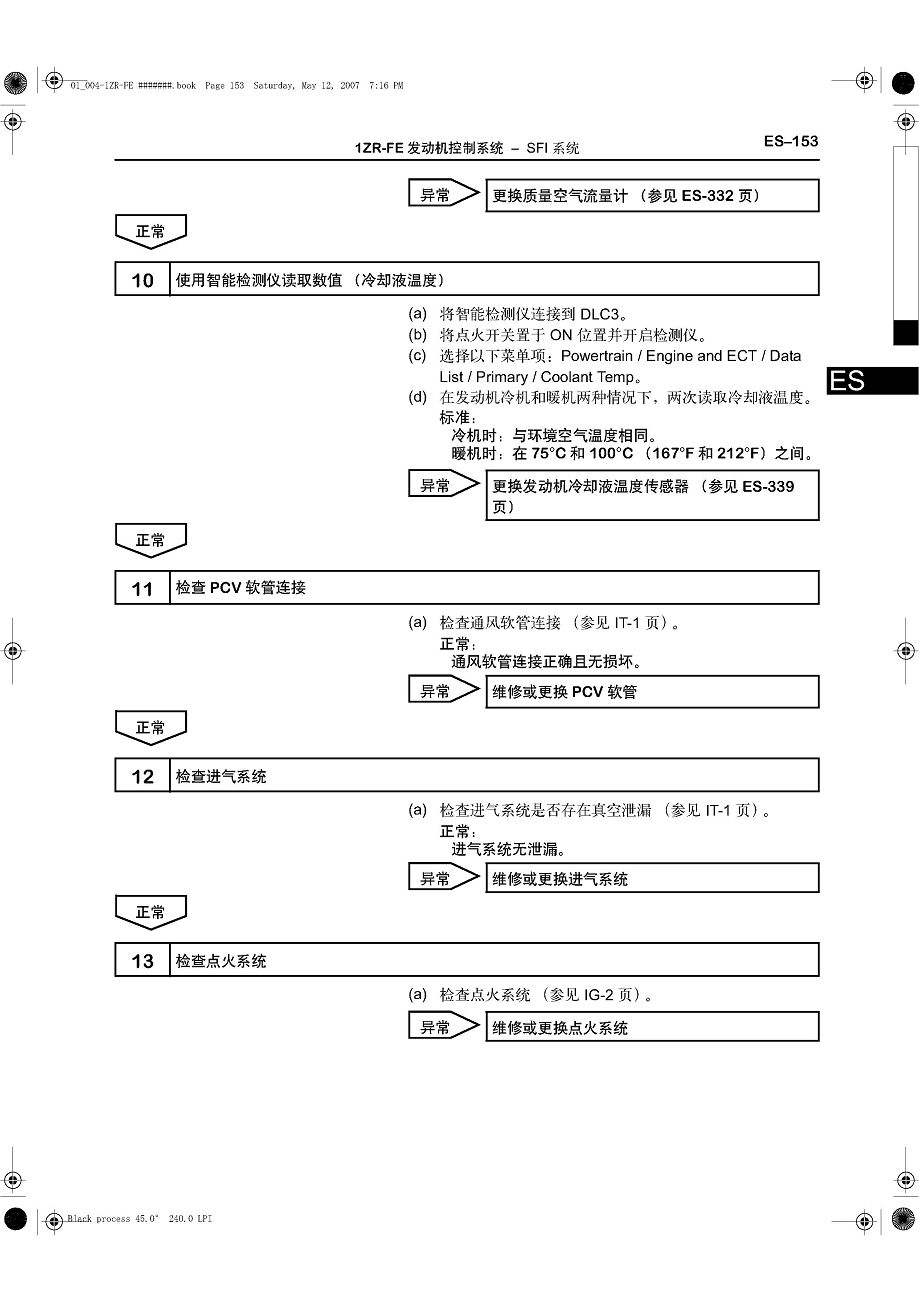 01_004-1ZR-FE #######.book Page 153 Saturday, May 12, 2007 7:16 PM
1ZR-FE 发动机控制系统 – SFI 系统
ES–153
异常
更换质量空气流量计 （参见 ES-332 页）
正常
10
使用智能检测仪读取数值 （冷却液温度）
(a) 将智能检测仪连接到 DLC3。
(b) 将点火开关置于 ON 位置并开启检测仪。
(c) 选择以下菜单项：Powertrain / Engine and ECT / Data
List / Primary / Coolant Temp。
ES
(d) 在发动机冷机和暖机两种情况下，两次读取冷却液温度。
标准：
冷机时：与环境空气温度相同。
暖机时：在 75°C 和 100°C （167°F 和 212°F）之间。
异常
更换发动机冷却液温度传感器 （参见 ES-339
页）
正常
11
检查 PCV 软管连接
(a) 检查通风软管连接 （参见 IT-1 页）。
正常：
通风软管连接正确且无损坏。
异常
维修或更换 PCV 软管
正常
12
检查进气系统
(a) 检查进气系统是否存在真空泄漏 （参见 IT-1 页）。
正常：
进气系统无泄漏。
异常
维修或更换进气系统
正常
13
检查点火系统
(a) 检查点火系统 （参见 IG-2 页）。
异常
维修或更换点火系统
Black process 45.0° 240.0 LPI